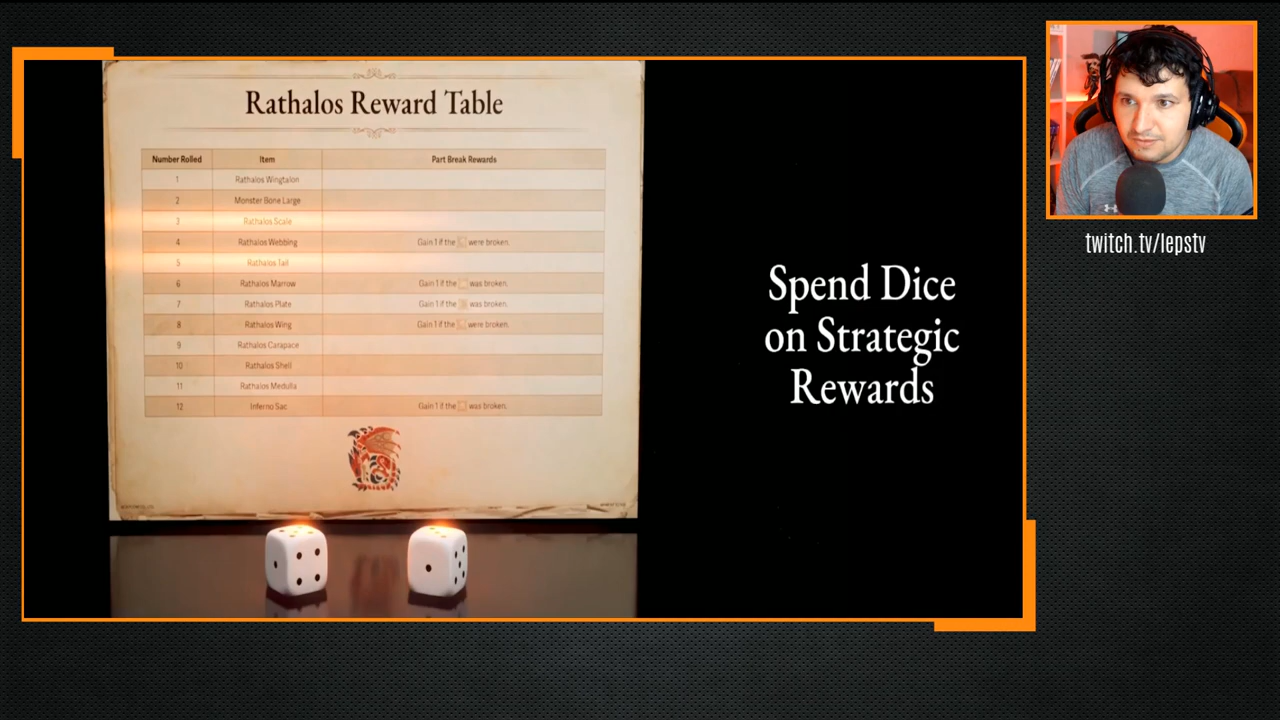 Rathalos Reward Table
Number Rolled Item Part Break Rewards
1 Rathalos Wingtalon
2 Monster Bone Large
3 Rathalos Scale
4 Rathalos Webbing Gain 1 if the were broken.
5 Rathalos Tail
6 Rathalos Marrow Gain 1 if the was broken.
7 Rathalos Plate Gain 1 if the was broken.
8 Rathalos Wing Gain 1 if the were broken.
9 Rathalos Carapace
10 Rathalos Shell
11 Rathalos Medulla
12 Inferno Sac Gain 1 if the was broken.
Spend Dice
on Strategic
Rewards
twitch.tv/lepstv